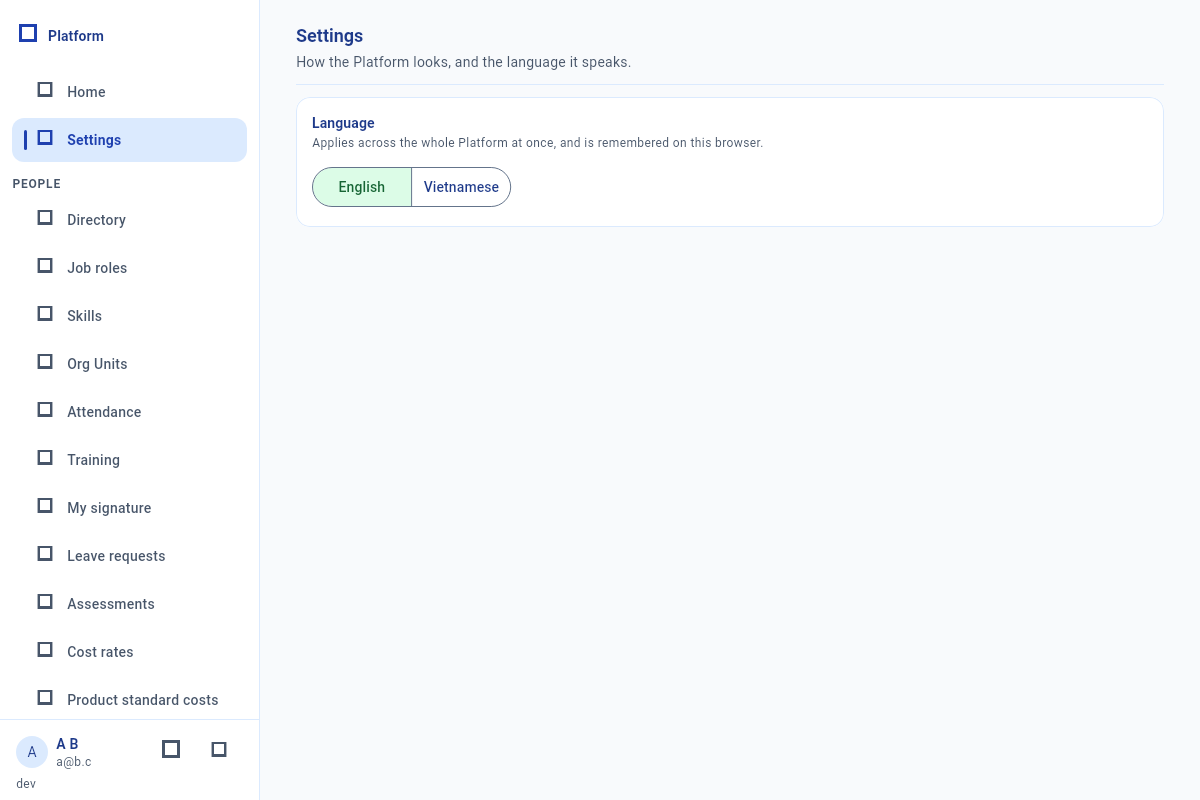 Platform
Home
Settings
PEOPLE
Directory
Job roles
Skills
Org Units
Attendance
Training
My signature
Leave requests
Assessments
Cost rates
Product standard costs
A
A B
a@b.c
dev
Settings
How the Platform looks, and the language it speaks.
Language
Applies across the whole Platform at once, and is remembered on this browser.
English
Vietnamese